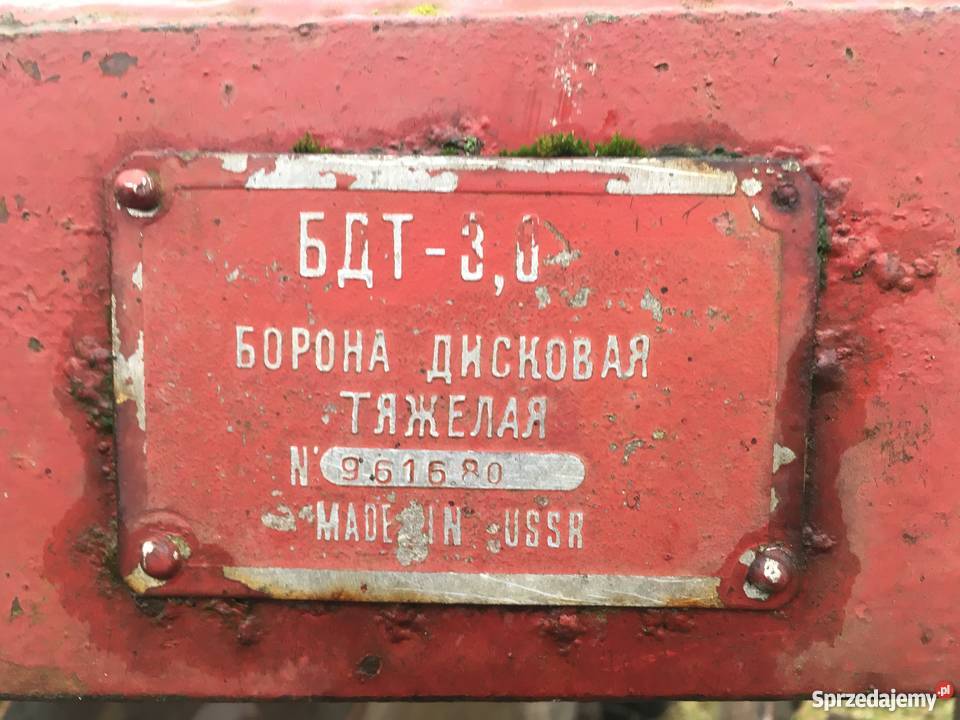 БДТ-3,0
БОРОНА ДИСКОВАЯ
ТЯЖЕЛАЯ
N° 961680
MADE IN USSR
Sprzedajemy.pl